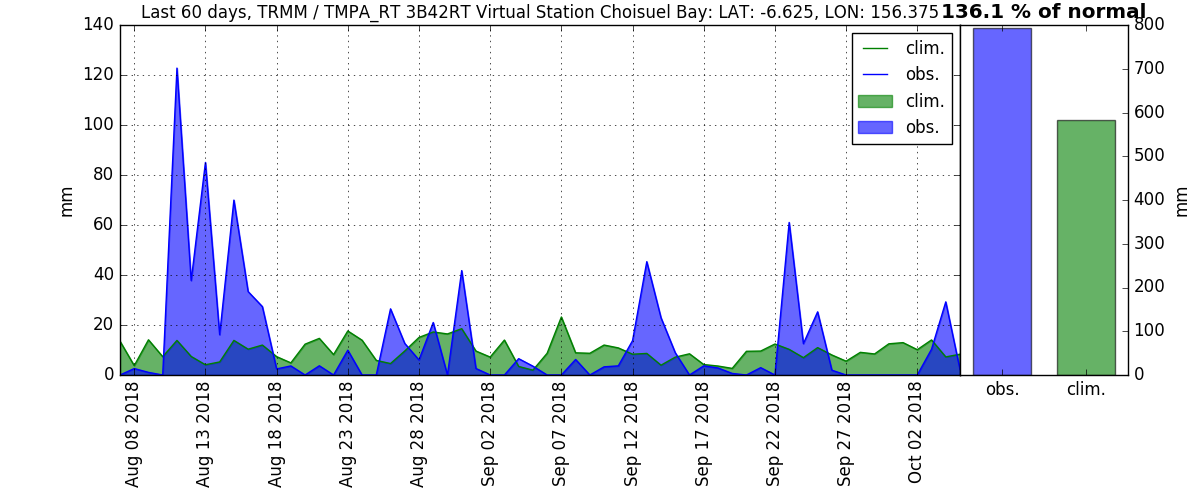 Last 60 days, TRMM / TMPA_RT 3B42RT Virtual Station Choisuel Bay: LAT: -6.625, LON: 156.375
136.1 % of normal
140
120
100
80
60
40
20
0
mm
clim.
obs.
clim.
obs.
800
700
600
500
400
300
200
100
0
mm
Aug 08 2018
Aug 13 2018
Aug 18 2018
Aug 23 2018
Aug 28 2018
Sep 02 2018
Sep 07 2018
Sep 12 2018
Sep 17 2018
Sep 22 2018
Sep 27 2018
Oct 02 2018
obs.
clim.